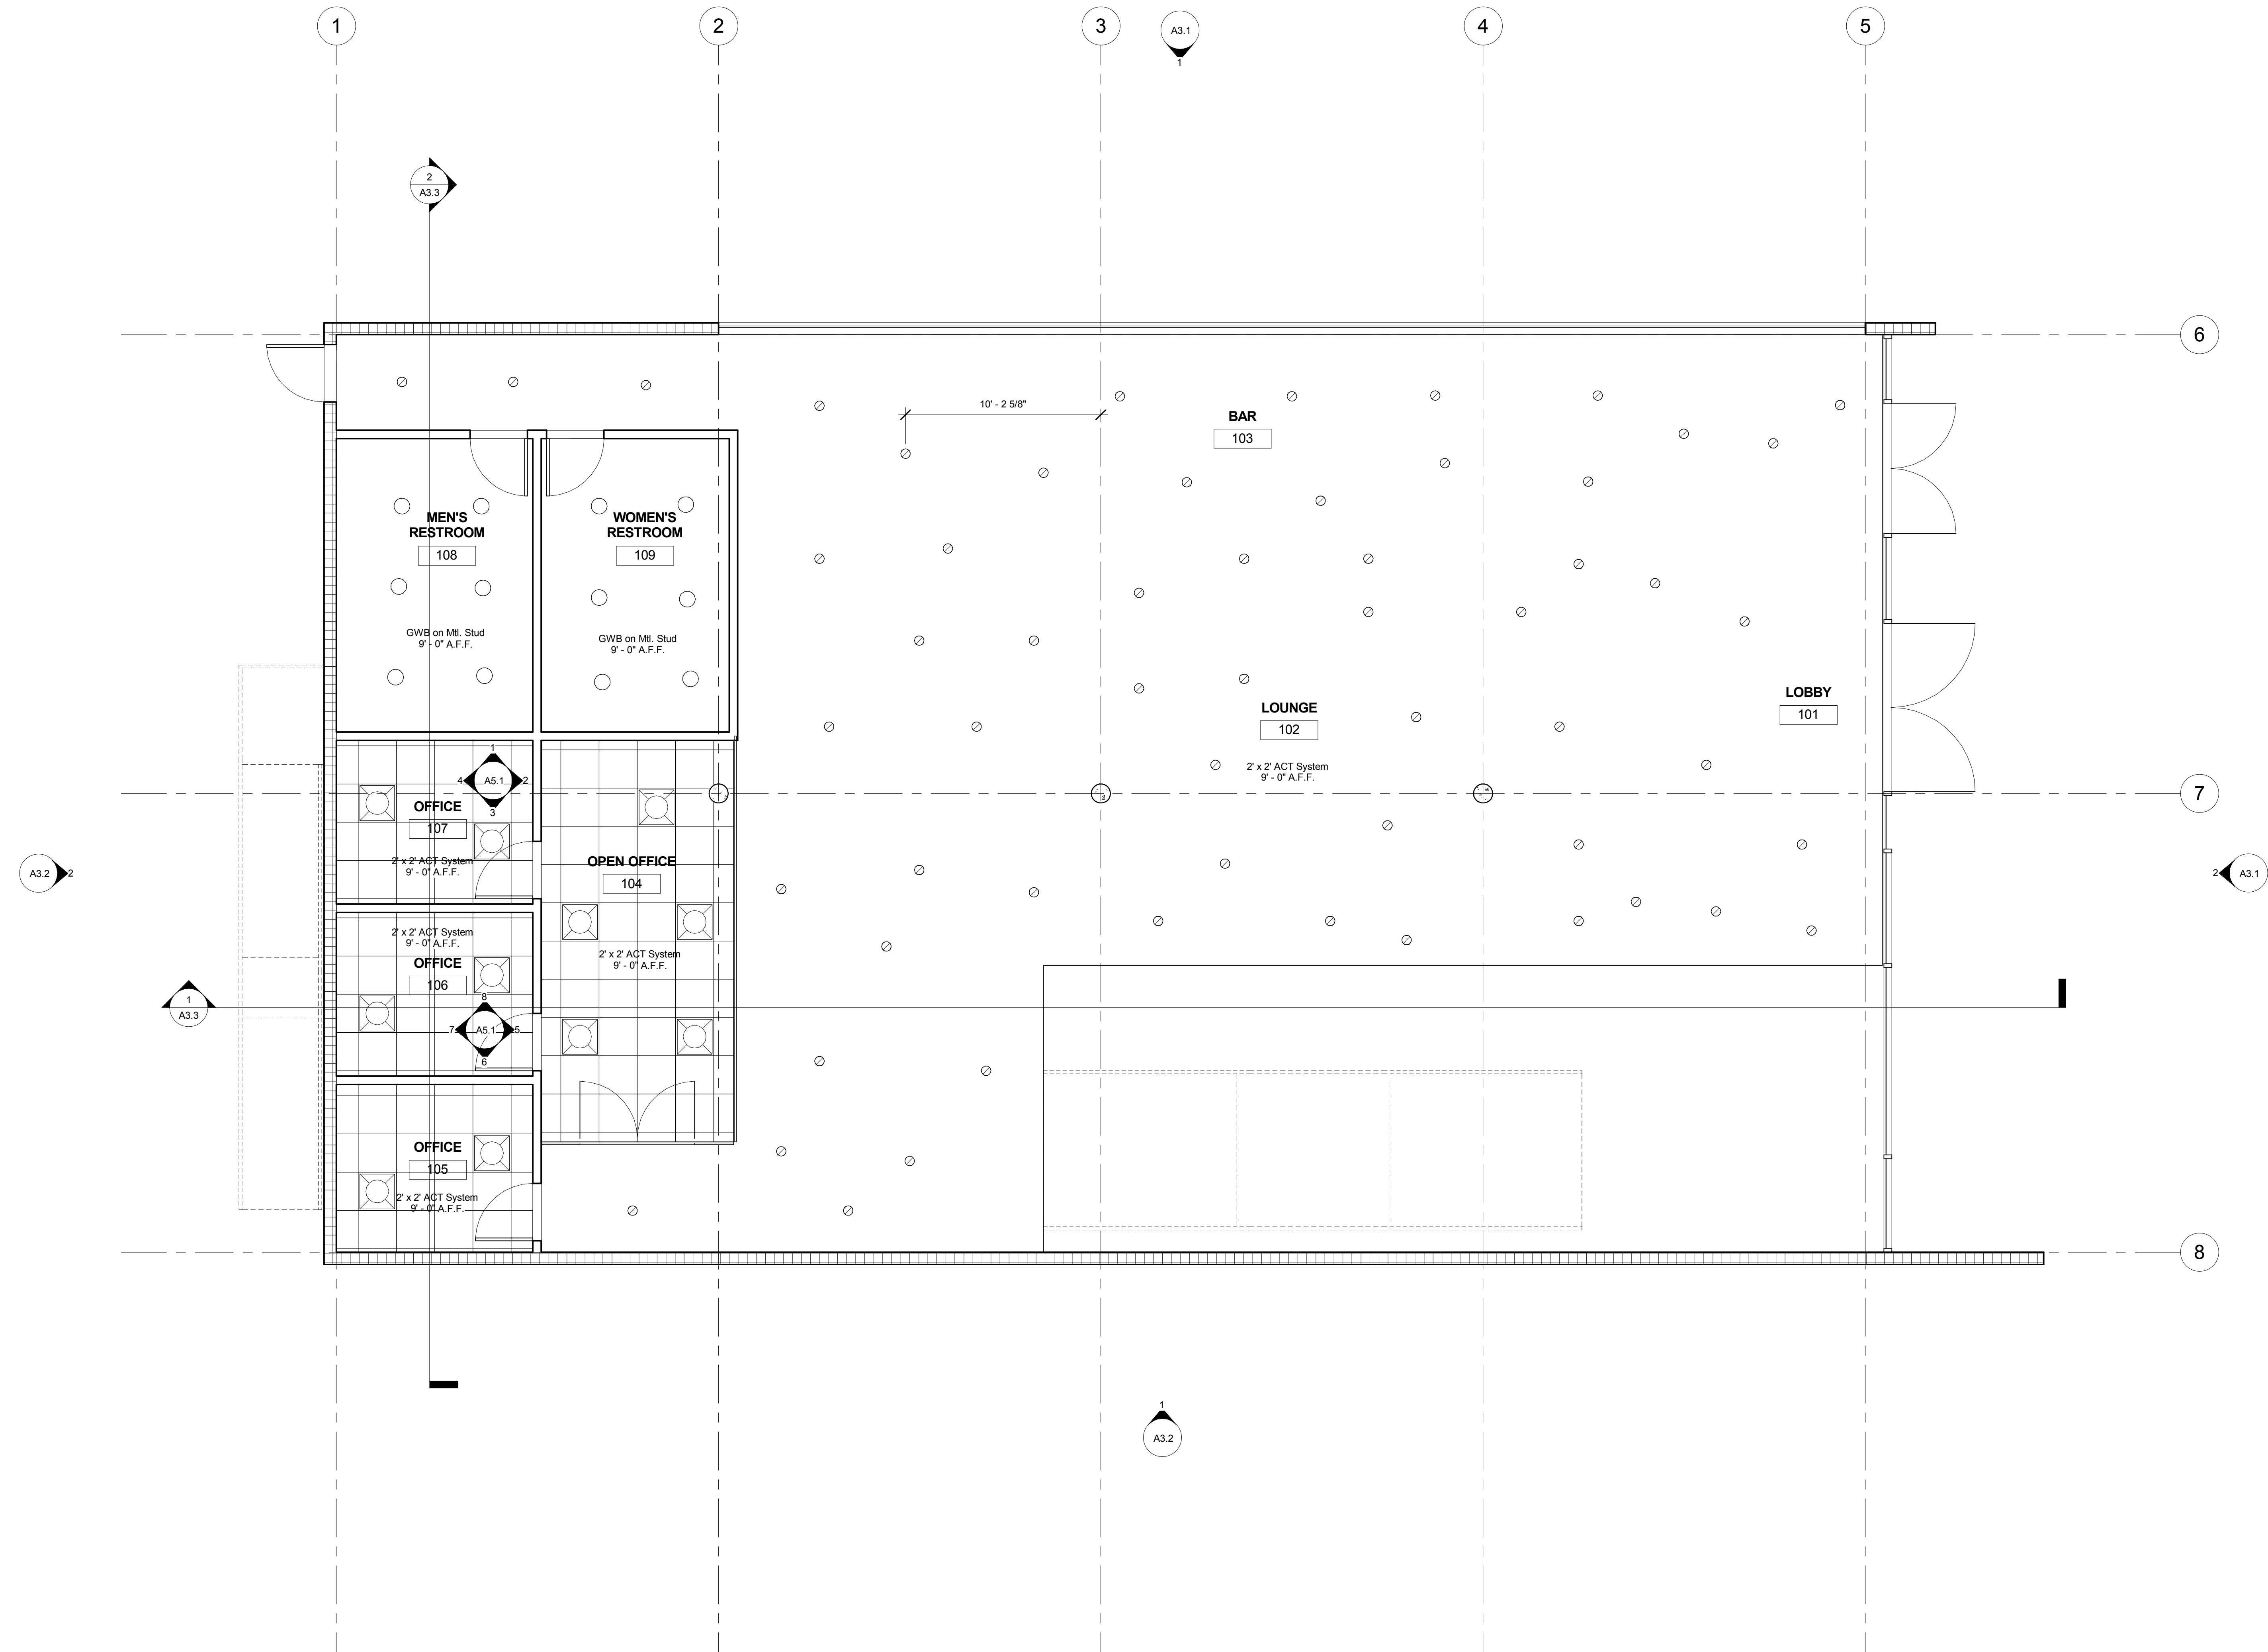 1
2
3
4
5
A3.1
1
2
A3.3
6
10' - 2 5/8"
BAR
103
MEN'S
RESTROOM
108
WOMEN'S
RESTROOM
109
GWB on Mtl. Stud
9' - 0" A.F.F.
GWB on Mtl. Stud
9' - 0" A.F.F.
LOBBY
101
LOUNGE
102
2' x 2' ACT System
9' - 0" A.F.F.
1
4
A5.1
2
3
7
OFFICE
107
2' x 2' ACT System
9' - 0" A.F.F.
OPEN OFFICE
104
2' x 2' ACT System
9' - 0" A.F.F.
A3.2
2
2
A3.1
2' x 2' ACT System
9' - 0" A.F.F.
OFFICE
106
8
7
A5.1
5
6
1
A3.3
OFFICE
105
2' x 2' ACT System
9' - 0" A.F.F.
8
1
A3.2